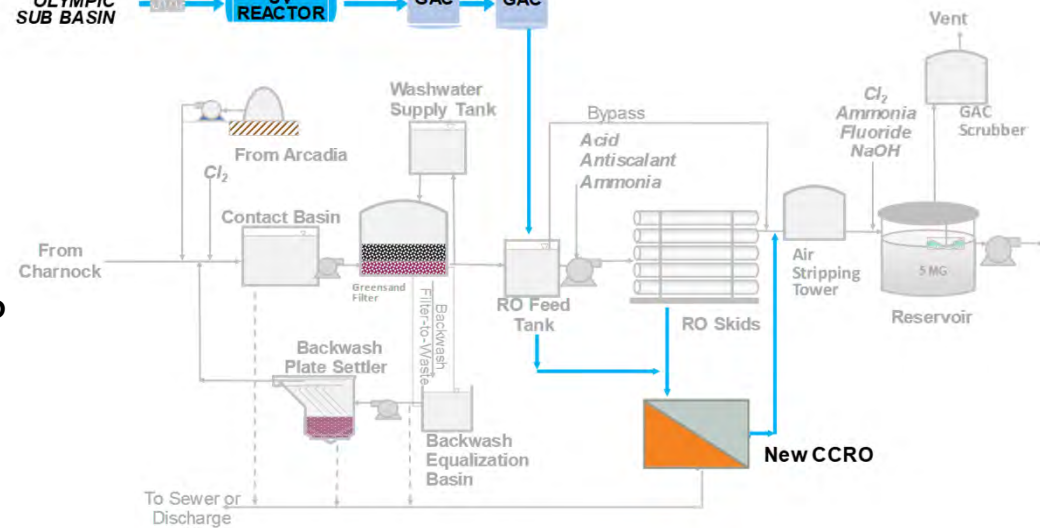 OLYMPIC
SUB BASIN
REACTOR
GAC
GAC
Vent
Washwater
Supply Tank
Bypass
Cl2
Ammonia
Fluoride
NaOH
GAC
Scrubber
From Arcadia
Acid
Antiscalant
Ammonia
Cl2
Contact Basin
From
Charnock
Greensand
Filter
Air
Stripping
Tower
5 MG
RO Feed
Tank
RO Skids
Reservoir
Backwash
Filter-to-Waste
Backwash
Plate Settler
Backwash
Equalization
Basin
New CCRO
To Sewer or
Discharge